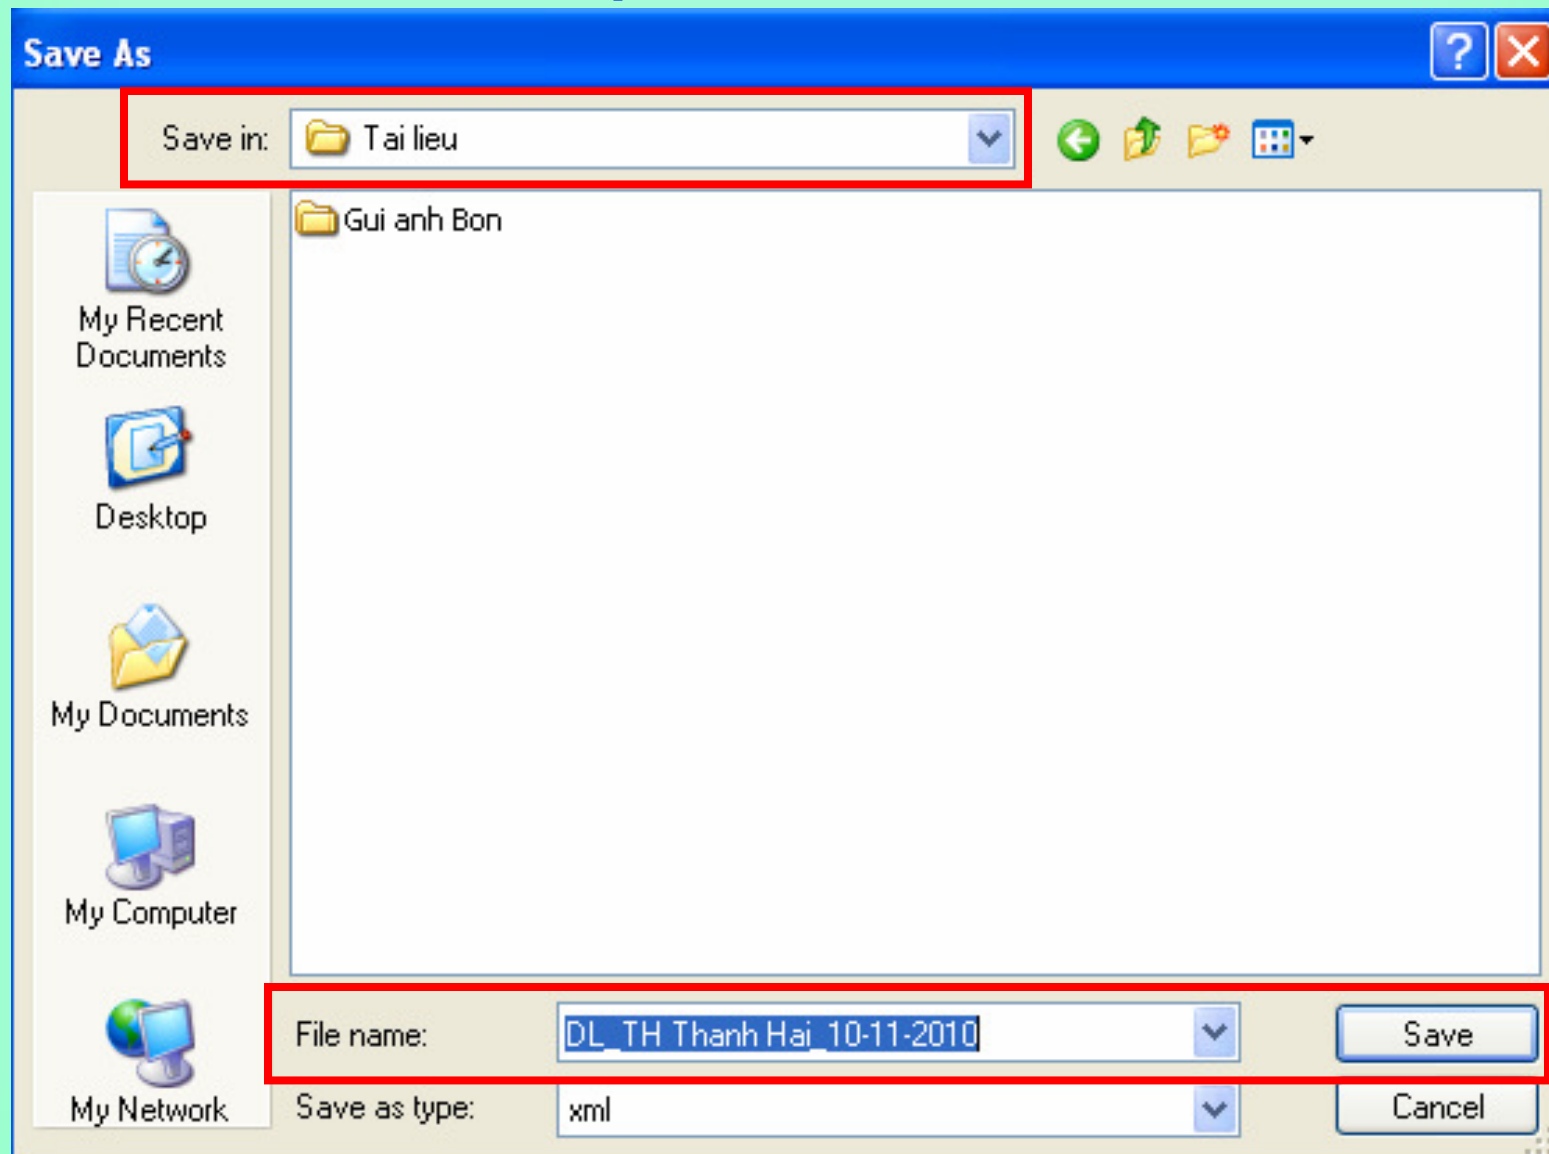 Save As
Save in: Tai lieu
Gui anh Bon
My Recent
Documents
Desktop
My Documents
My Computer
My Network
File name: DL_TH Thanh Hai_10-11-2010 Save
Save as type: xml Cancel